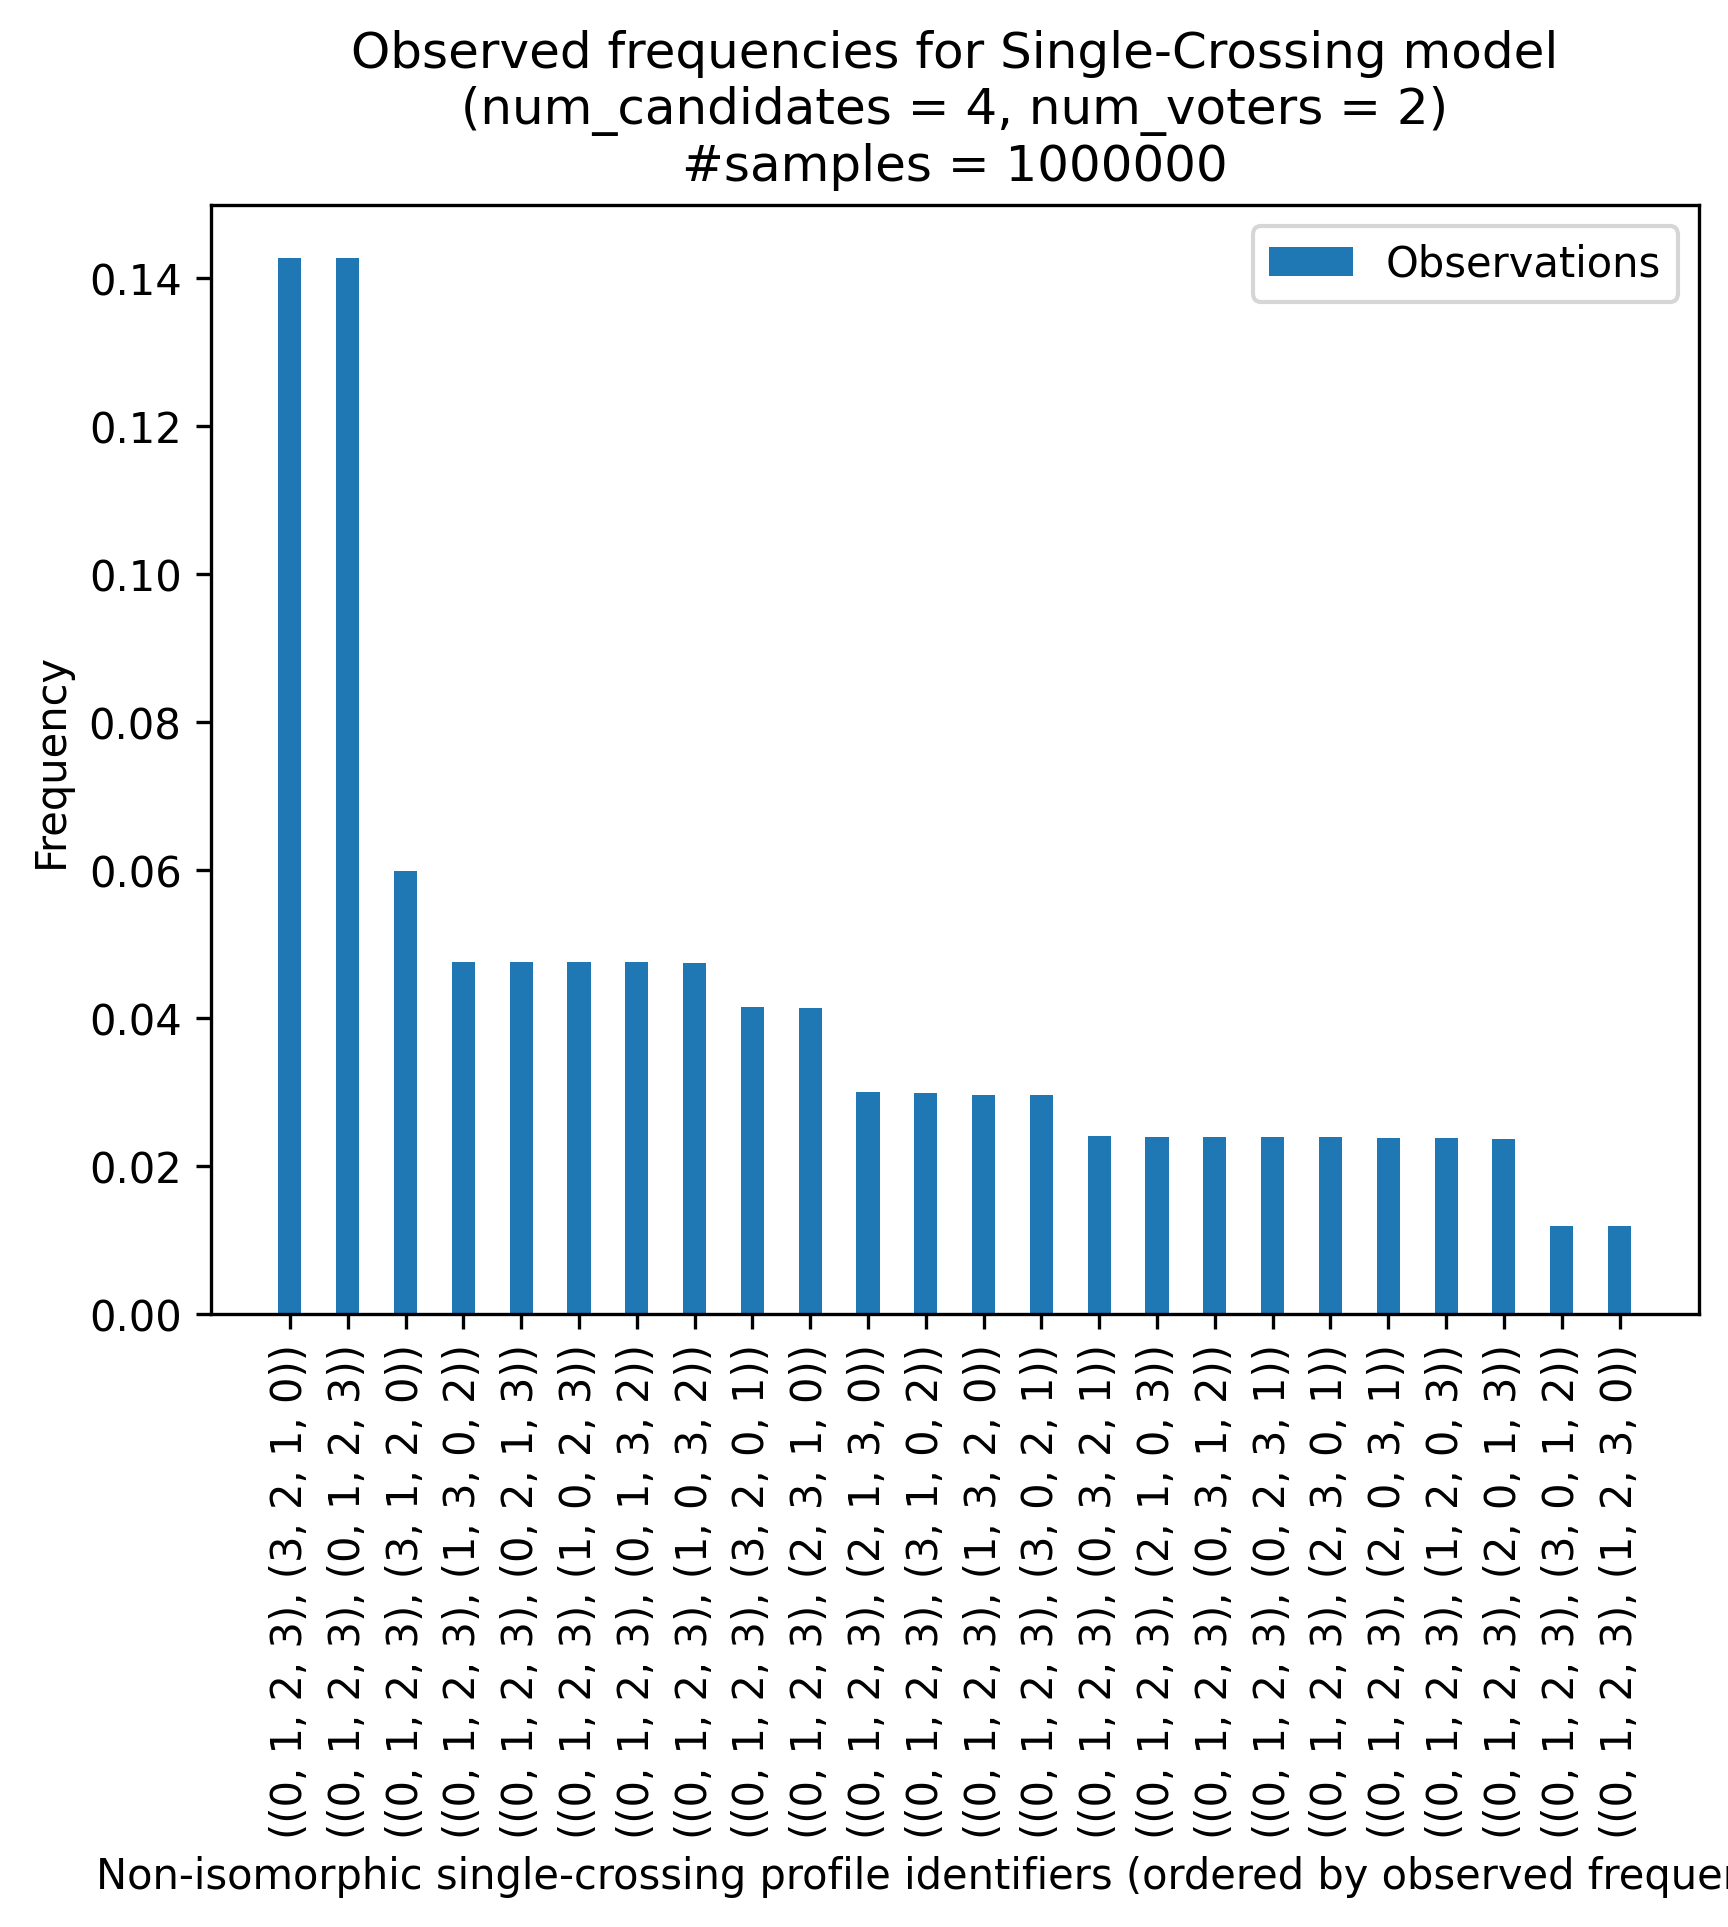 Observed frequencies for Single-Crossing model
(num_candidates = 4, num_voters = 2)
#samples = 1000000
Observations
0.14
0.12
0.10
0.08
0.06
0.04
0.02
0.00
Frequency
((0, 1, 2, 3), (3, 2, 1, 0))
((0, 1, 2, 3), (0, 1, 2, 3))
((0, 1, 2, 3), (3, 1, 2, 0))
((0, 1, 2, 3), (1, 3, 0, 2))
((0, 1, 2, 3), (0, 2, 1, 3))
((0, 1, 2, 3), (1, 0, 2, 3))
((0, 1, 2, 3), (0, 1, 3, 2))
((0, 1, 2, 3), (1, 0, 3, 2))
((0, 1, 2, 3), (3, 2, 0, 1))
((0, 1, 2, 3), (2, 3, 1, 0))
((0, 1, 2, 3), (2, 1, 3, 0))
((0, 1, 2, 3), (3, 1, 0, 2))
((0, 1, 2, 3), (1, 3, 2, 0))
((0, 1, 2, 3), (3, 0, 2, 1))
((0, 1, 2, 3), (0, 3, 2, 1))
((0, 1, 2, 3), (2, 1, 0, 3))
((0, 1, 2, 3), (0, 3, 1, 2))
((0, 1, 2, 3), (0, 2, 3, 1))
((0, 1, 2, 3), (2, 3, 0, 1))
((0, 1, 2, 3), (2, 0, 3, 1))
((0, 1, 2, 3), (1, 2, 0, 3))
((0, 1, 2, 3), (2, 0, 1, 3))
((0, 1, 2, 3), (3, 0, 1, 2))
((0, 1, 2, 3), (1, 2, 3, 0))
Non-isomorphic single-crossing profile identifiers (ordered by observed